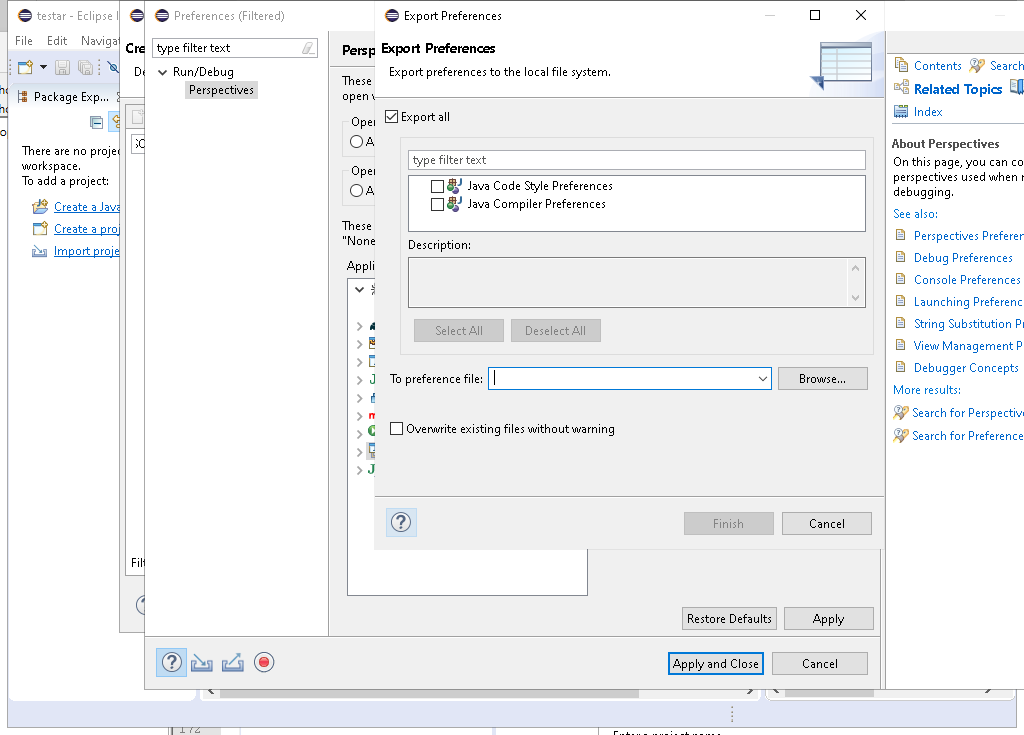 testar - Eclipse I
File Edit Navigat
Package Exp...
There are no projec
workspace.
To add a project:
Create a Java
Create a proj
Import proje
Cre
De
Filt
Preferences (Filtered)
type filter text
Run/Debug
Perspectives
Persp
These
open v
Oper
A
Oper
A
These
"None
Appli
Restore Defaults
Apply
Apply and Close
Cancel
Export Preferences
Export Preferences
Export preferences to the local file system.
Export all
type filter text
Java Code Style Preferences
Java Compiler Preferences
Description:
Select All
Deselect All
To preference file:
Browse...
Overwrite existing files without warning
Finish
Cancel
Contents
Search
Related Topics
Index
About Perspectives
On this page, you can co
perspectives used when r
debugging.
See also:
Perspectives Preferen
Debug Preferences
Console Preferences
Launching Preferenc
String Substitution Pr
View Management P
Debugger Concepts
More results:
Search for Perspective
Search for Preference
172